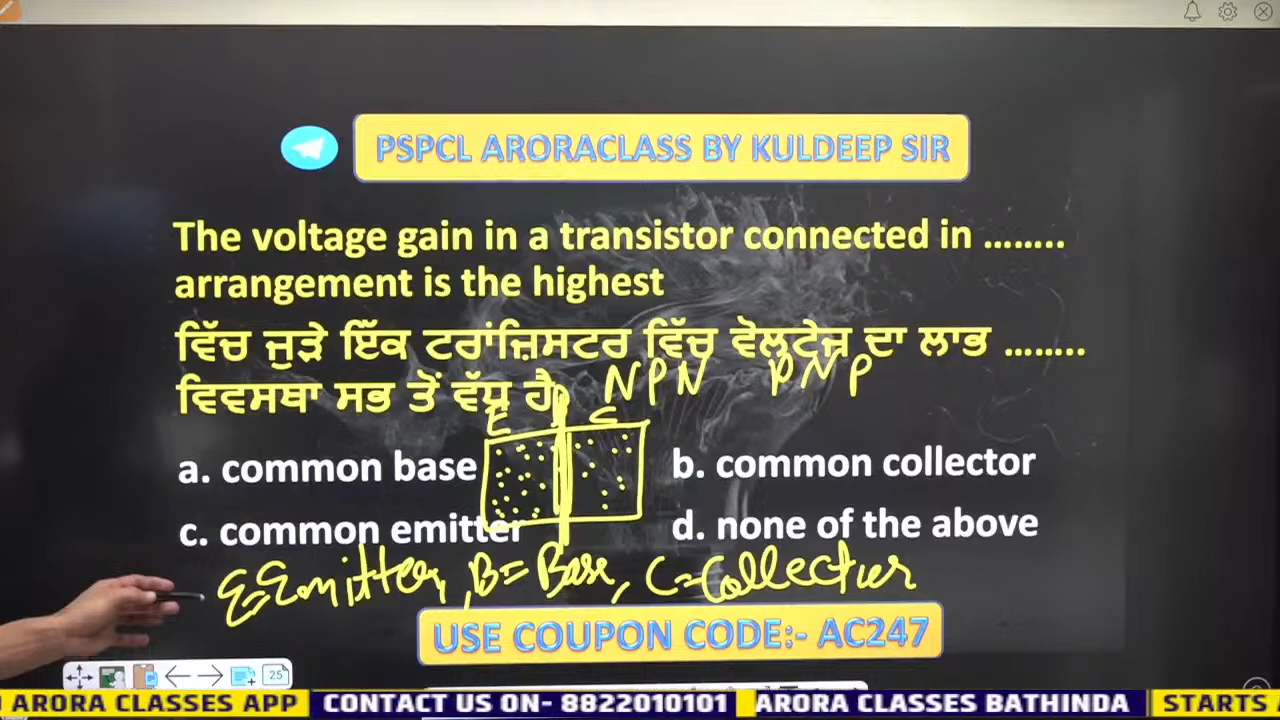 PSPCL ARORACLASS BY KULDEEP SIR
The voltage gain in a transistor connected in ........
arrangement is the highest
ਵਿੱਚ ਜੁੜੇ ਇੱਕ ਟਰਾਂਜ਼ਿਸਟਰ ਵਿੱਚ ਵੋਲਟੇਜ਼ ਦਾ ਲਾਭ ........
ਵਿਵਸਥਾ ਸਭ ਤੋਂ ਵੱਧ ਹੈ
NPN PNP
E C
a. common base
b. common collector
c. common emitter
d. none of the above
E=Emitter, B=Base, C=Collector
USE COUPON CODE:- AC247
25
ARORA CLASSES APP CONTACT US ON- 8822010101 ARORA CLASSES BATHINDA STARTS